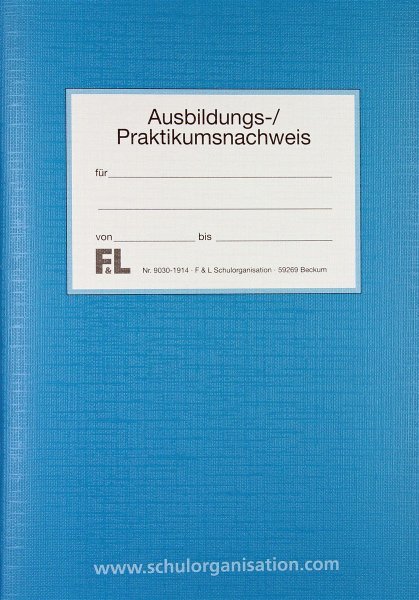 Ausbildungs-/
Praktikumsnachweis
für
von bis
F&L Nr. 9030-1914 · F & L Schulorganisation · 59269 Beckum
www.schulorganisation.com